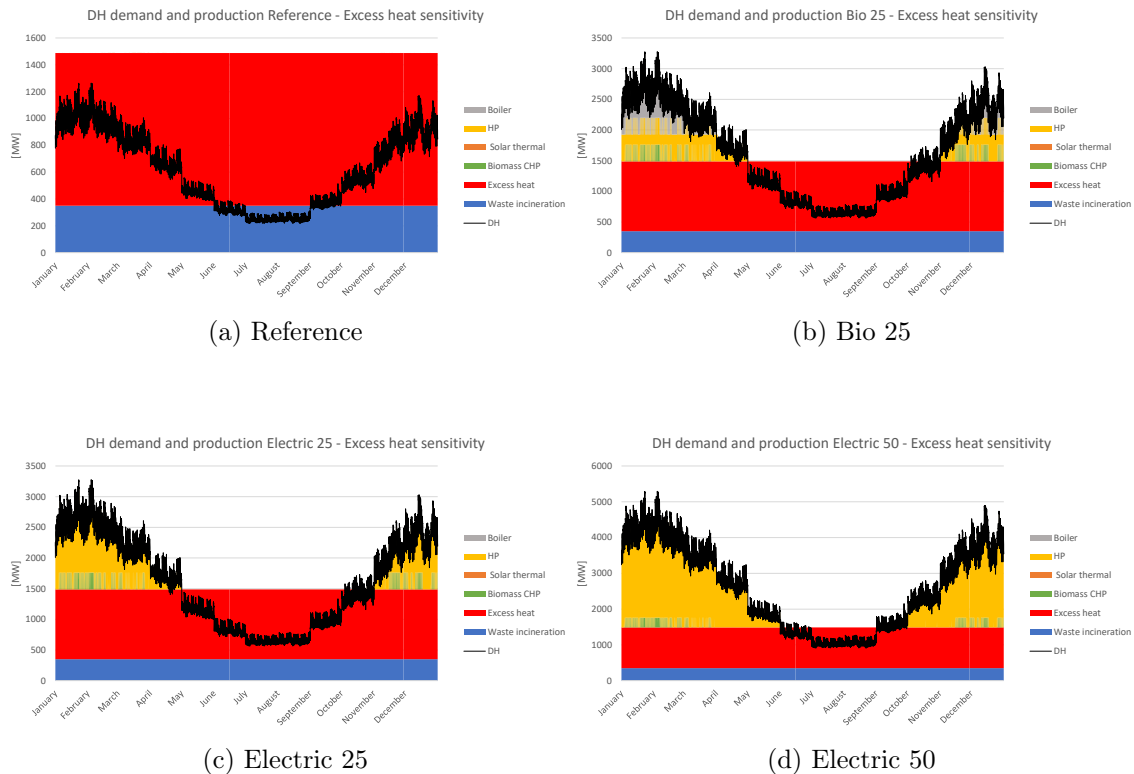 DH demand and production Reference - Excess heat sensitivity
1600
1400
1200
1000
800
600
400
200
0
[MW]
January
February
March
April
May
June
July
August
September
October
November
December
Boiler
HP
Solar thermal
Biomass CHP
Excess heat
Waste incineration
DH
(a) Reference
DH demand and production Bio 25 - Excess heat sensitivity
3500
3000
2500
2000
1500
1000
500
0
[MW]
January
February
March
April
May
June
July
August
September
October
November
December
Boiler
HP
Solar thermal
Biomass CHP
Excess heat
Waste incineration
DH
(b) Bio 25
DH demand and production Electric 25 - Excess heat sensitivity
3500
3000
2500
2000
1500
1000
500
0
[MW]
January
February
March
April
May
June
July
August
September
October
November
December
Boiler
HP
Solar thermal
Biomass CHP
Excess heat
Waste incineration
DH
(c) Electric 25
DH demand and production Electric 50 - Excess heat sensitivity
6000
5000
4000
3000
2000
1000
0
[MW]
January
February
March
April
May
June
July
August
September
October
November
December
Boiler
HP
Solar thermal
Biomass CHP
Excess heat
Waste incineration
DH
(d) Electric 50